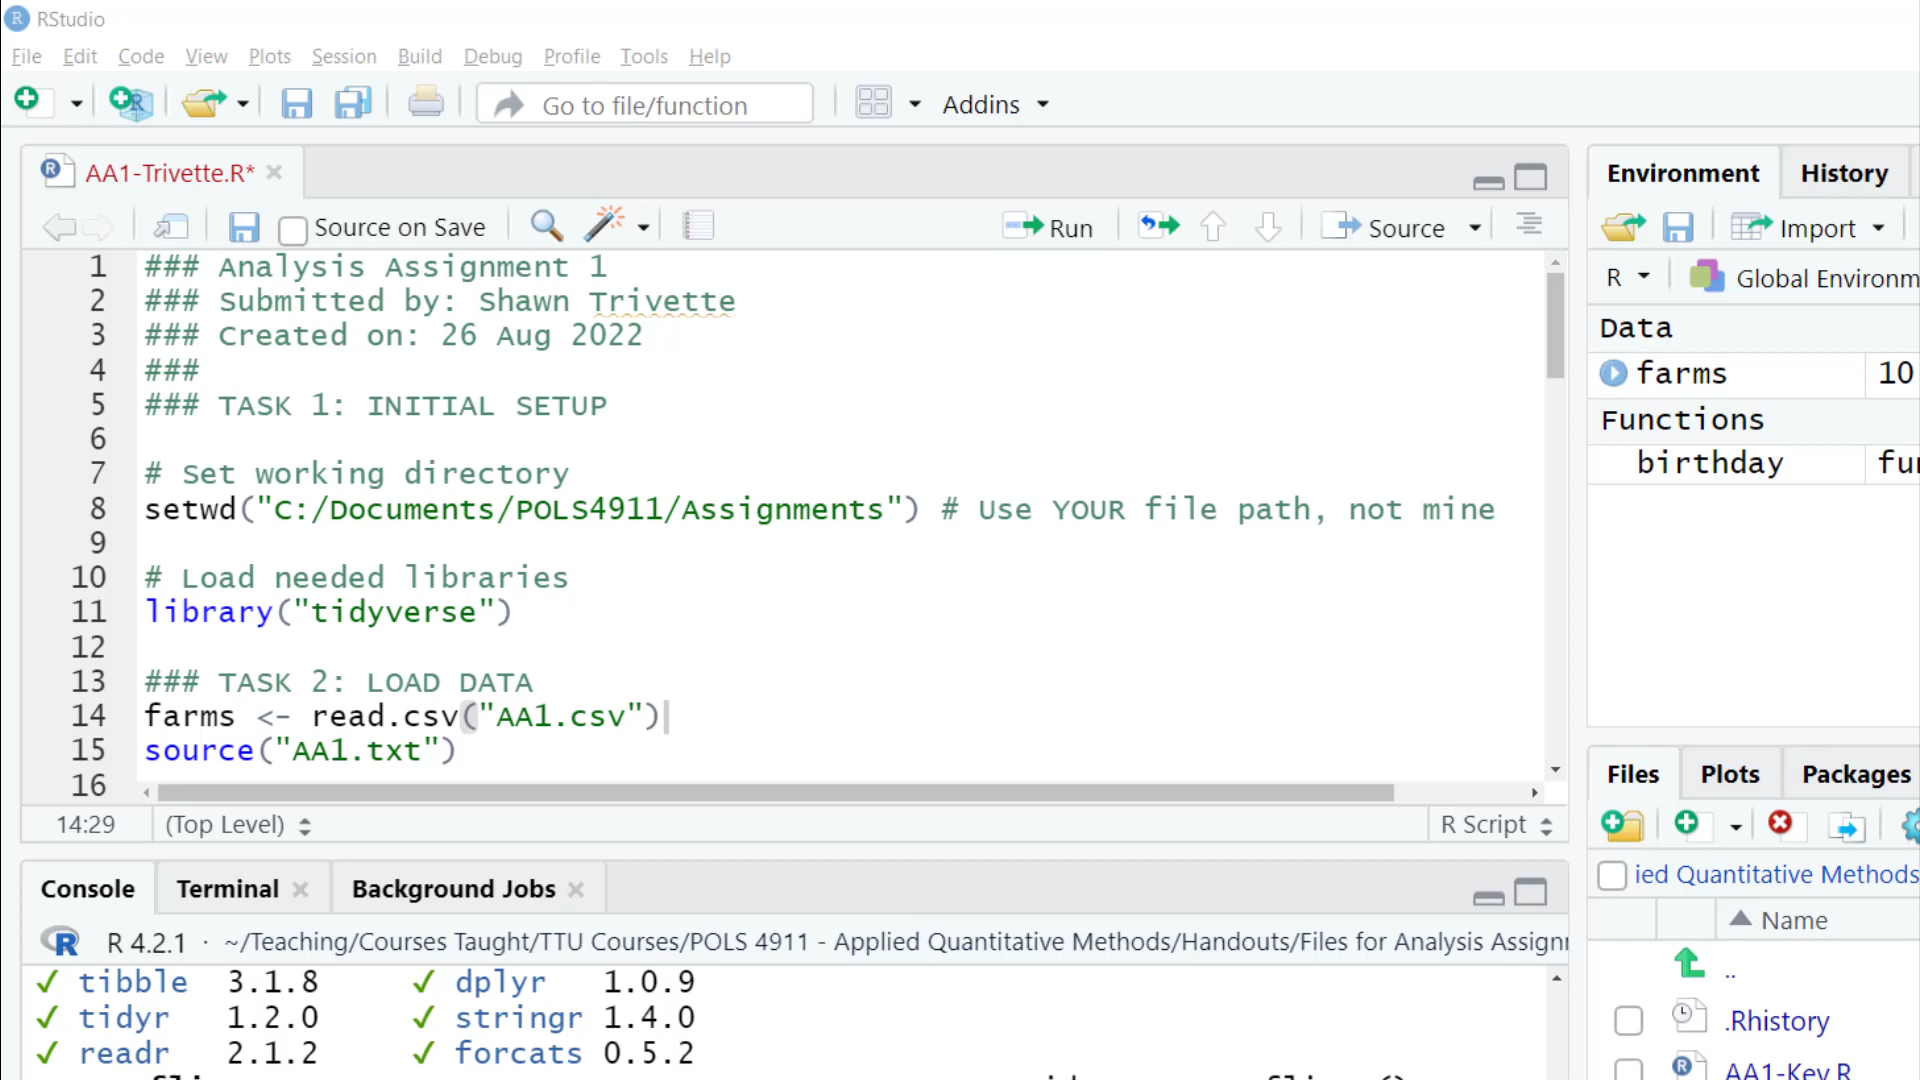 RStudio
File Edit Code View Plots Session Build Debug Profile Tools Help
Go to file/function Addins
AA1-Trivette.R*
Source on Save Run Source
1 ### Analysis Assignment 1
2 ### Submitted by: Shawn Trivette
3 ### Created on: 26 Aug 2022
4 ###
5 ### TASK 1: INITIAL SETUP
6
7 # Set working directory
8 setwd("C:/Documents/POLS4911/Assignments") # Use YOUR file path, not mine
9
10 # Load needed libraries
11 library("tidyverse")
12
13 ### TASK 2: LOAD DATA
14 farms <- read.csv("AA1.csv")
15 source("AA1.txt")
16
14:29 (Top Level) R Script
Console Terminal Background Jobs
R 4.2.1 · ~/Teaching/Courses Taught/TTU Courses/POLS 4911 - Applied Quantitative Methods/Handouts/Files for Analysis Assignm
✓ tibble 3.1.8 ✓ dplyr 1.0.9
✓ tidyr 1.2.0 ✓ stringr 1.4.0
✓ readr 2.1.2 ✓ forcats 0.5.2
Environment History
Import
R Global Environm
Data
farms 10
Functions
birthday fun
Files Plots Packages
ied Quantitative Methods
Name
..
.Rhistory
AA1-Key.R